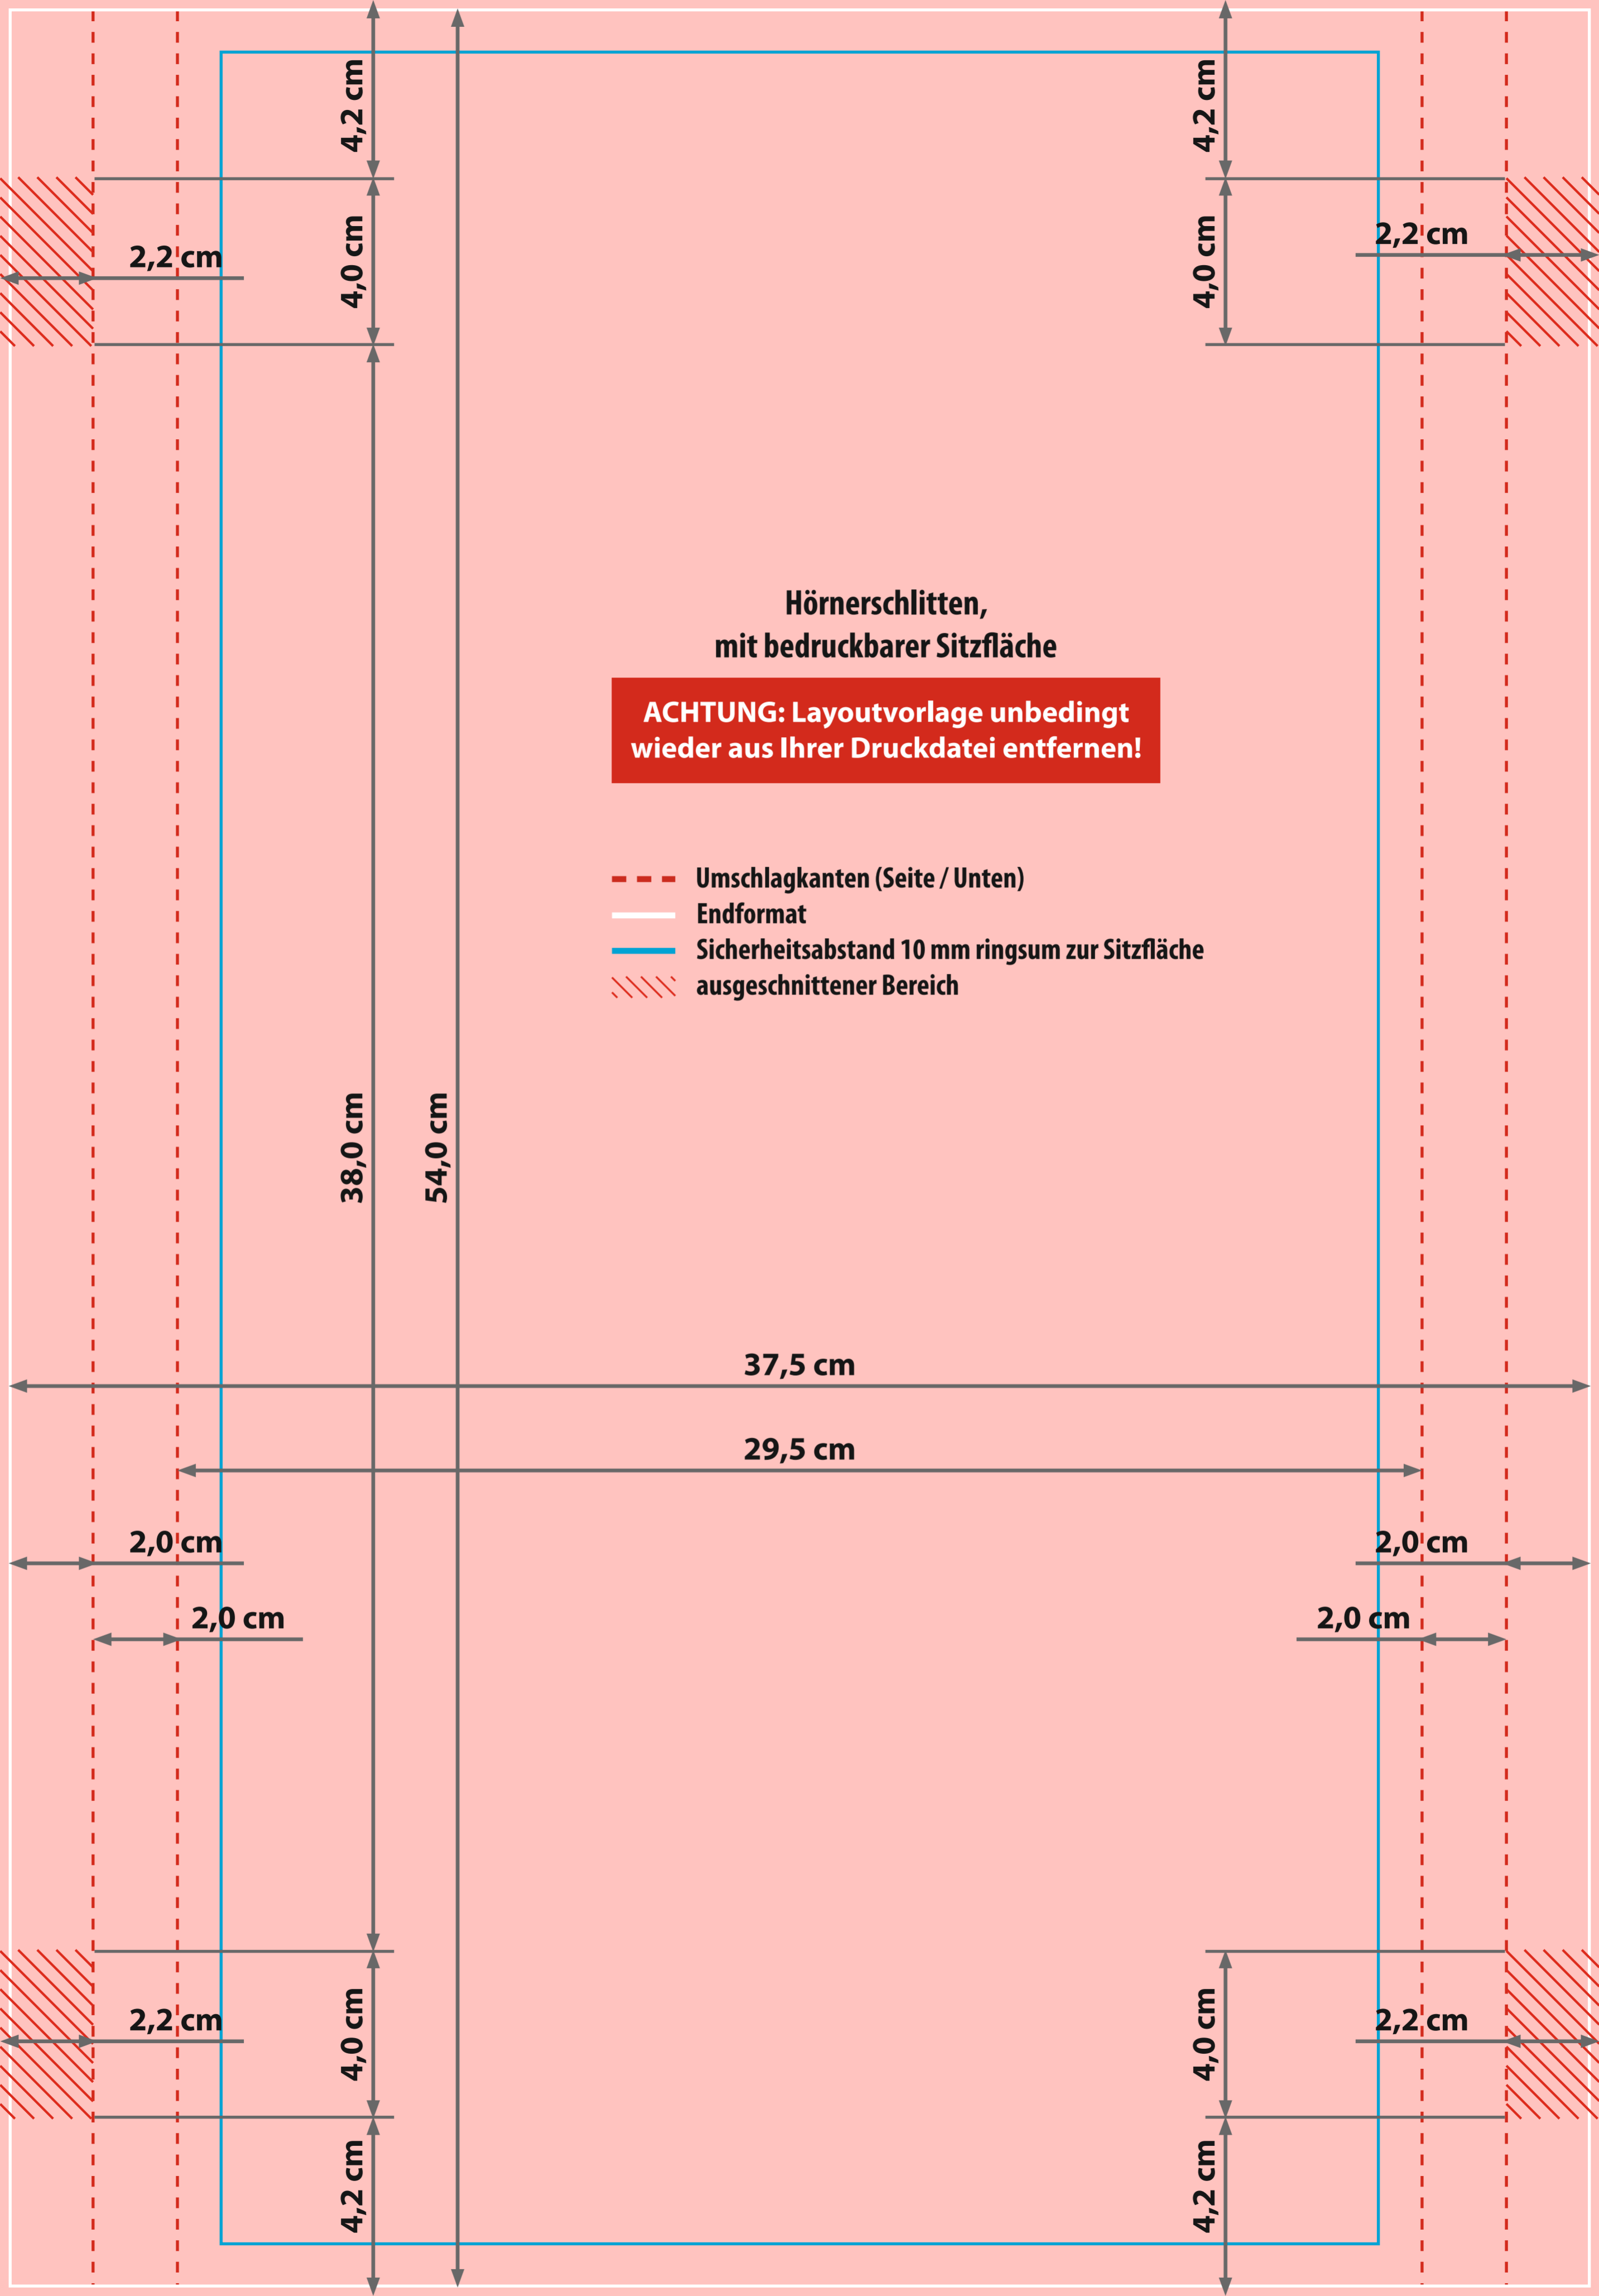 4,2 cm
4,2 cm
4,0 cm
4,0 cm
2,2 cm
2,2 cm
Hörnerschlitten,
mit bedruckbarer Sitzfläche
ACHTUNG: Layoutvorlage unbedingt
wieder aus Ihrer Druckdatei entfernen!
Umschlagkanten (Seite / Unten)
Endformat
Sicherheitsabstand 10 mm ringsum zur Sitzfläche
ausgeschnittener Bereich
38,0 cm
54,0 cm
37,5 cm
29,5 cm
2,0 cm
2,0 cm
2,0 cm
2,0 cm
2,2 cm
2,2 cm
4,0 cm
4,0 cm
4,2 cm
4,2 cm